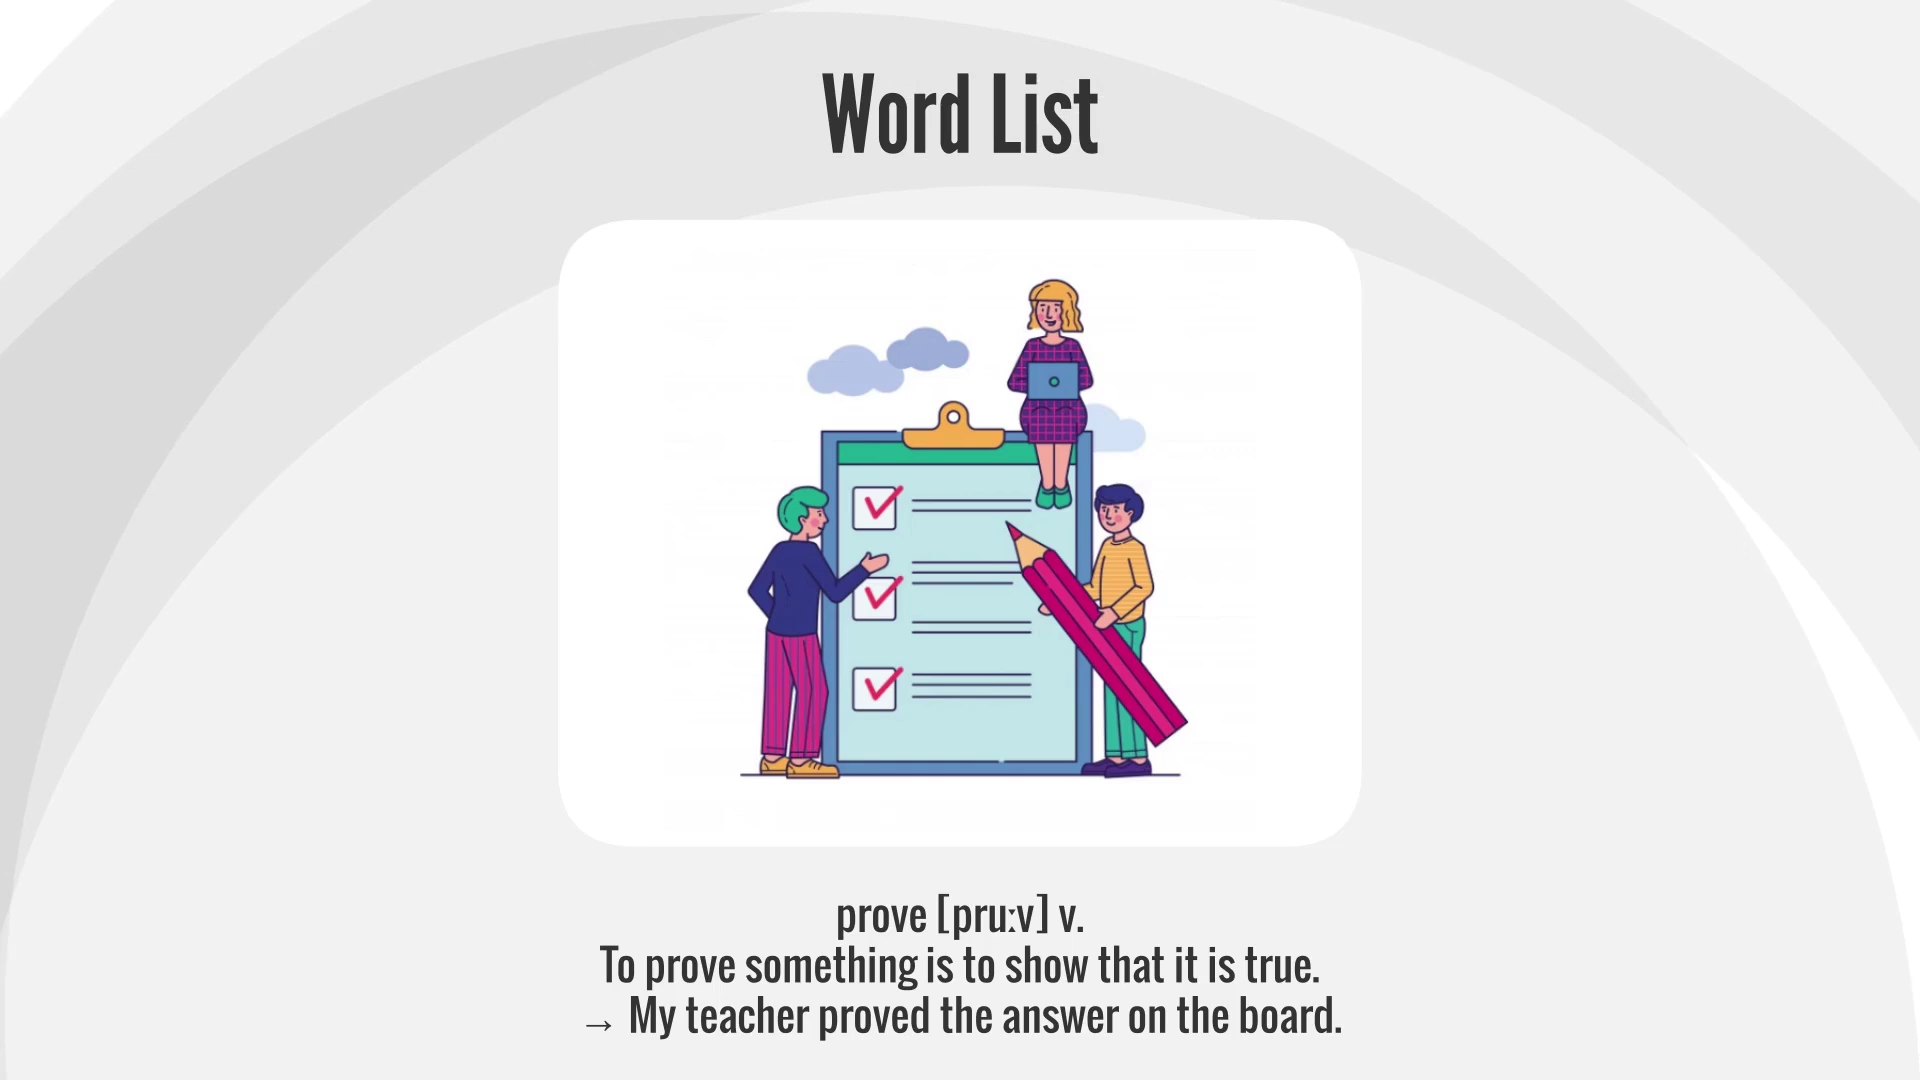 Word List
prove [pruːv] v.
To prove something is to show that it is true.
→ My teacher proved the answer on the board.